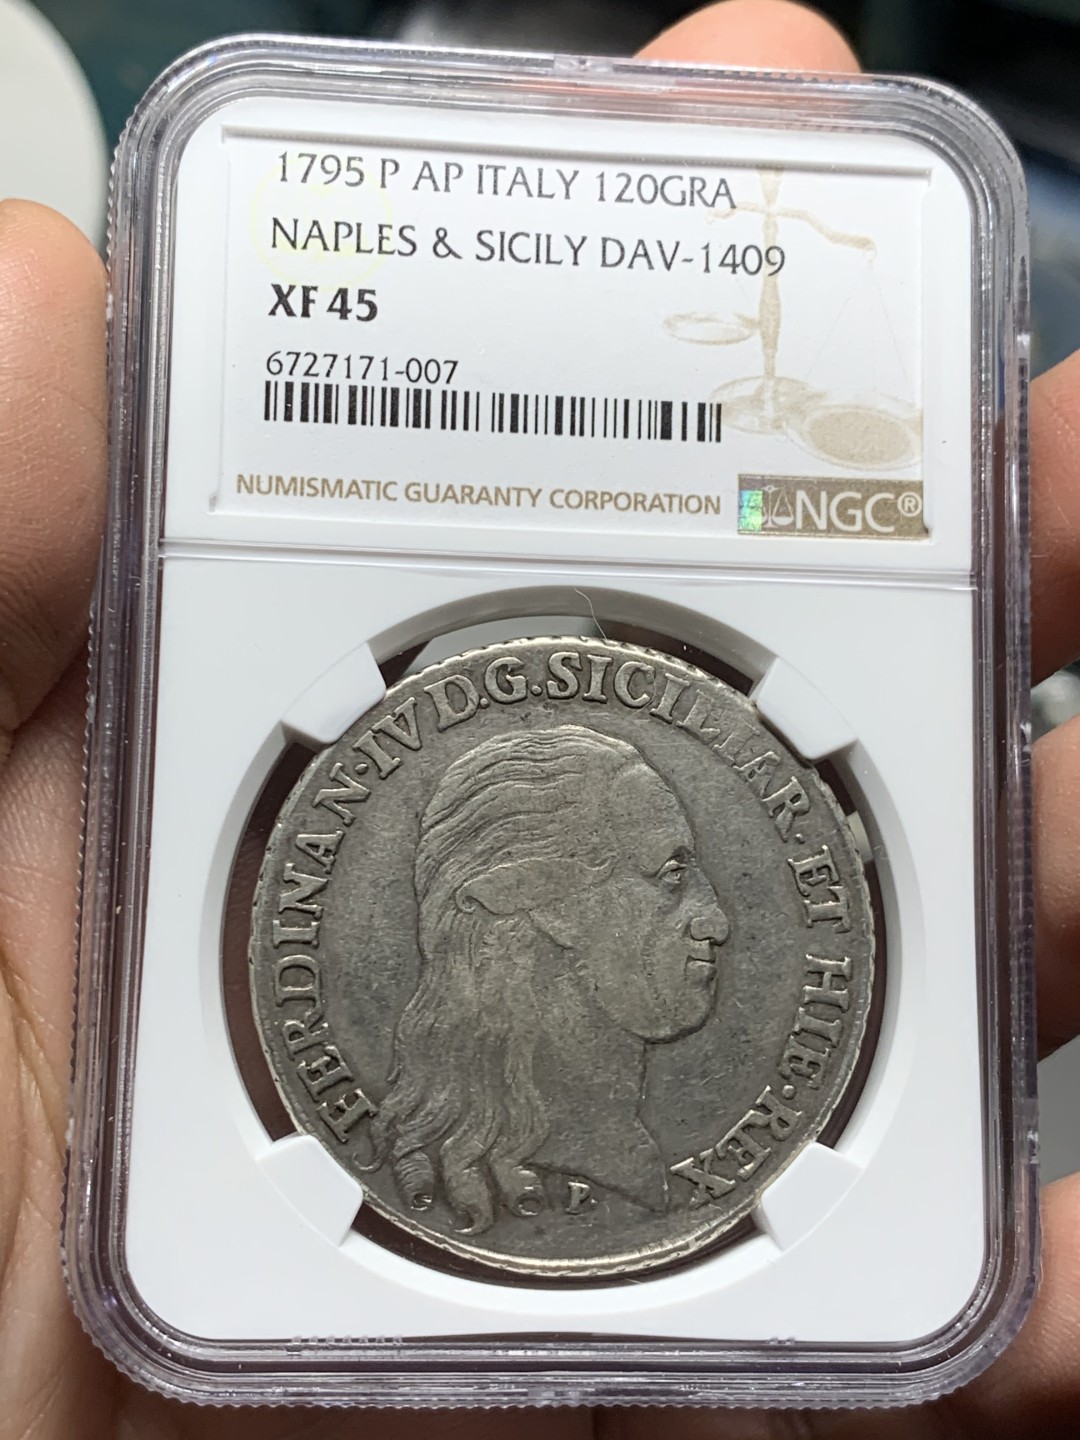 1795 P AP ITALY 120GRA
NAPLES & SICILY DAV-1409
XF 45
6727171-007
NUMISMATIC GUARANTY CORPORATION NGC®
FERDINAN·IV D.G.SICILIAR·ET HIE·REX
P.